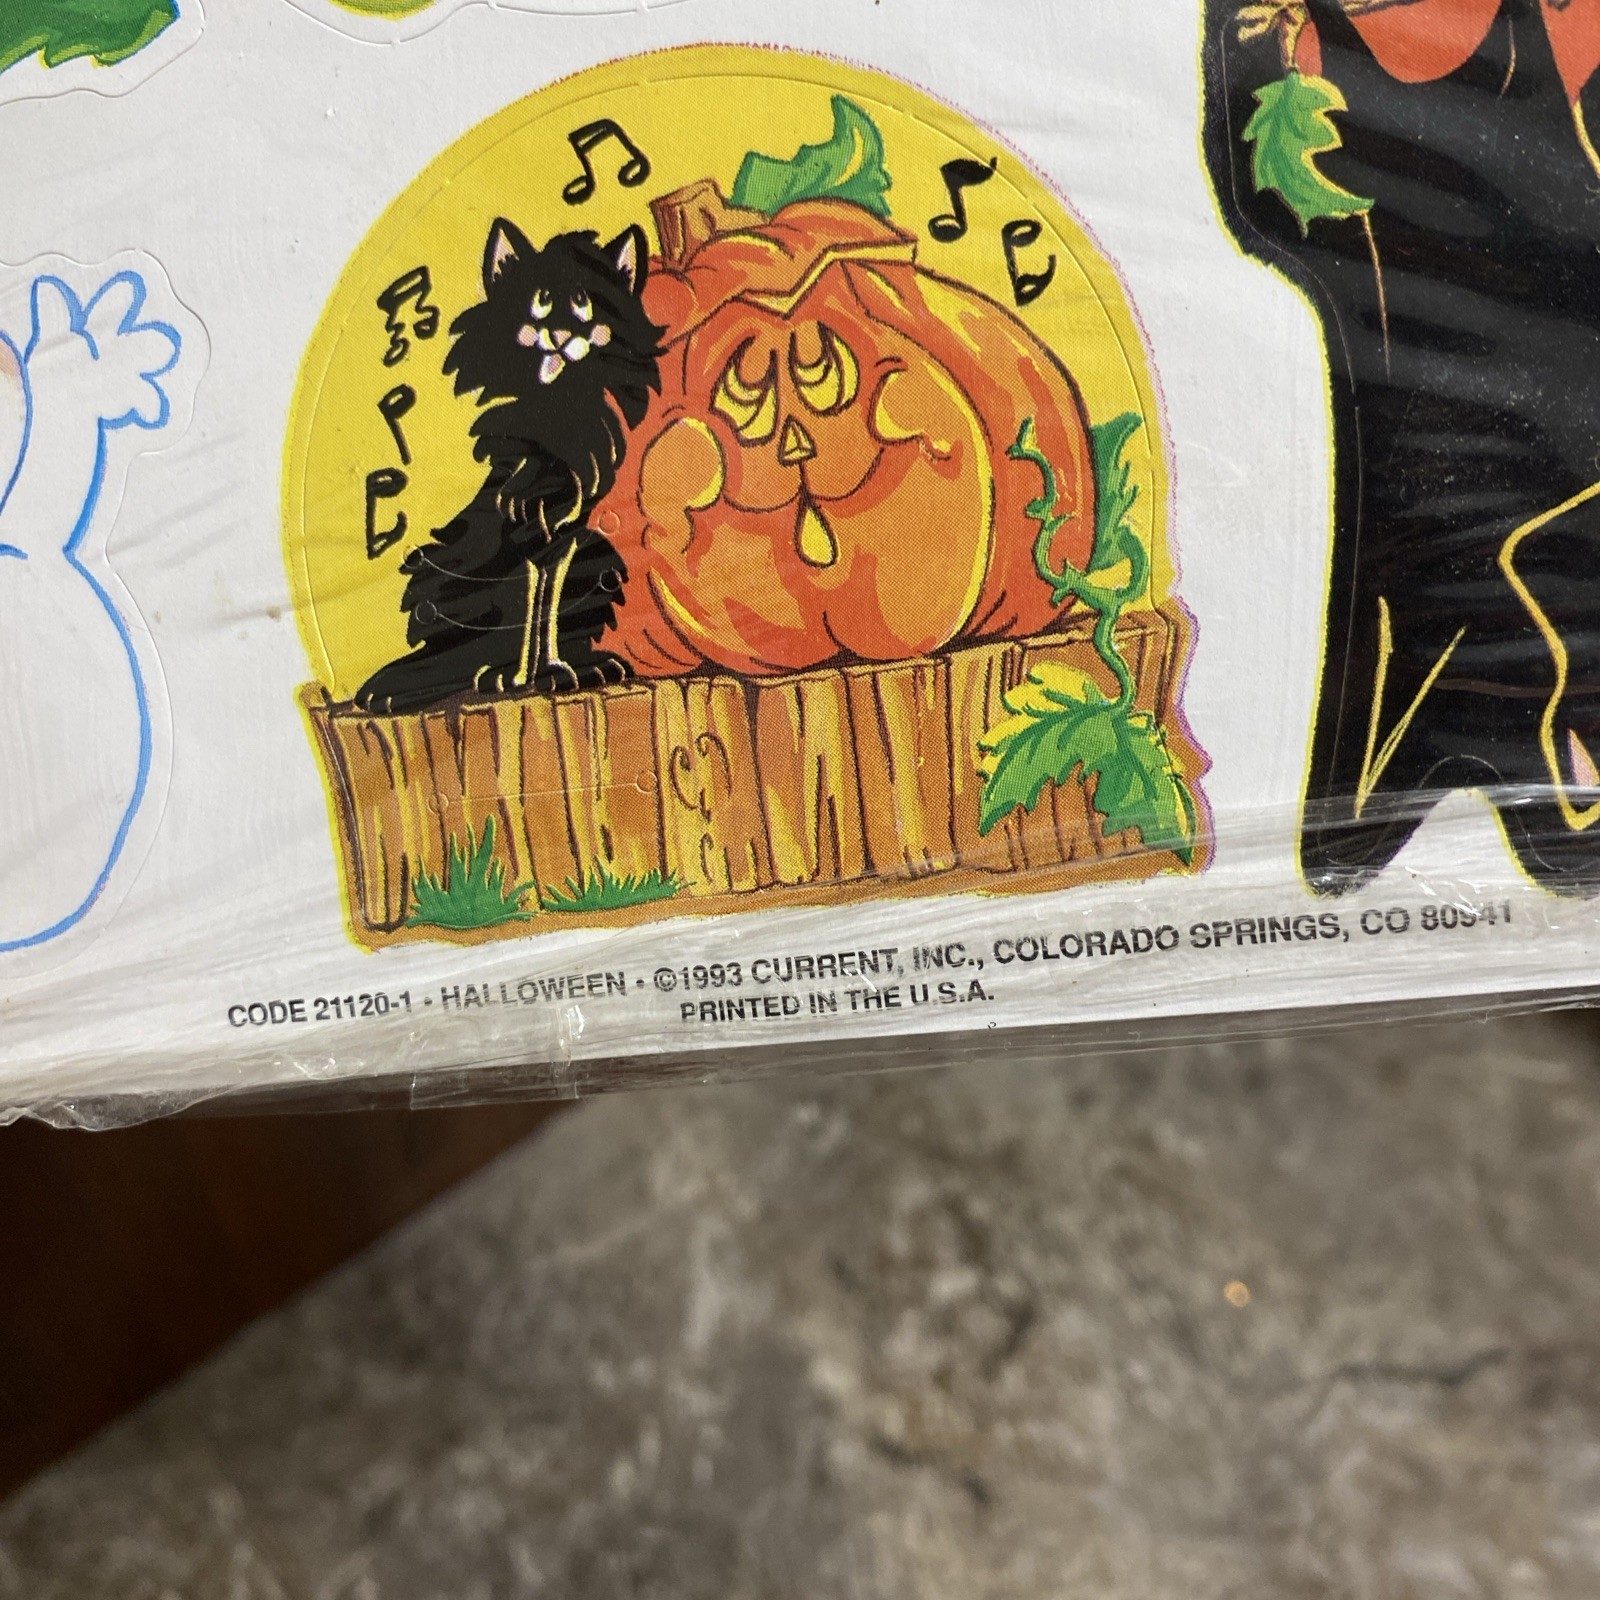 CODE 21120-1 • HALLOWEEN • ©1993 CURRENT, INC., COLORADO SPRINGS, CO 80941
PRINTED IN THE U.S.A.